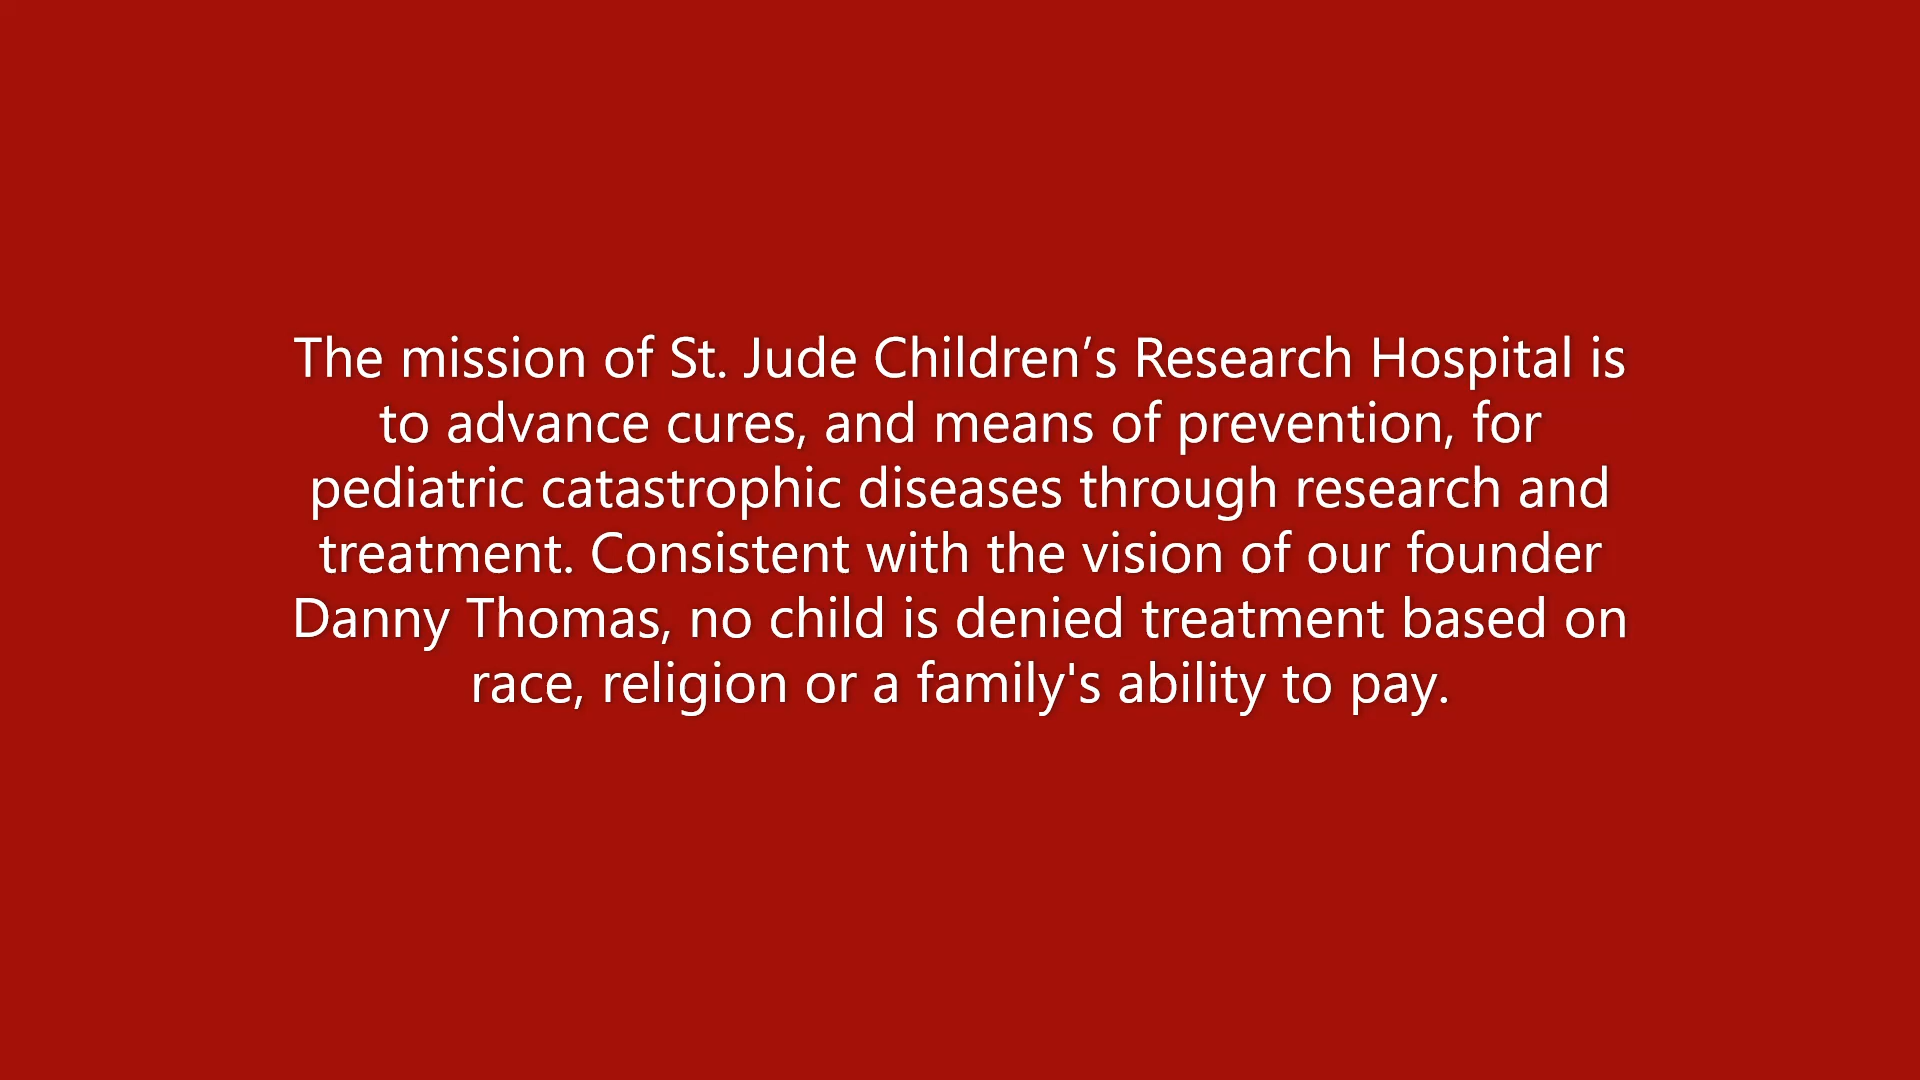 The mission of St. Jude Children’s Research Hospital is
to advance cures, and means of prevention, for
pediatric catastrophic diseases through research and
treatment. Consistent with the vision of our founder
Danny Thomas, no child is denied treatment based on
race, religion or a family's ability to pay.